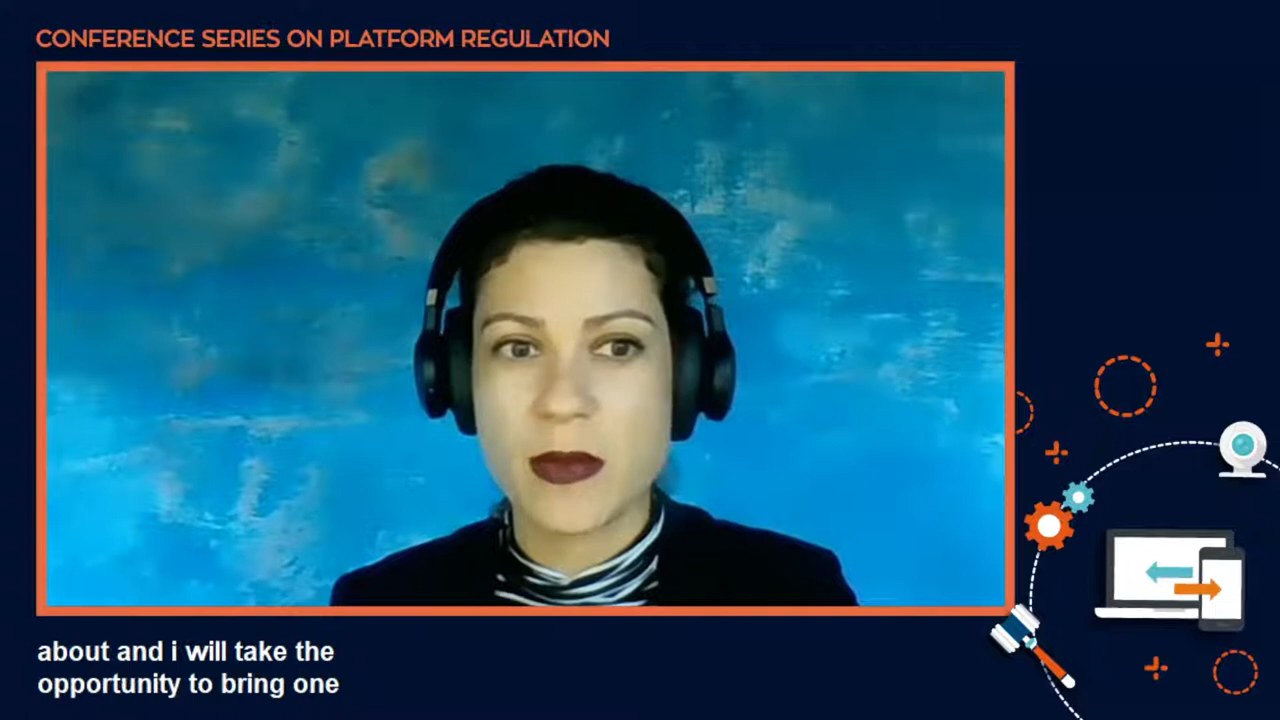 CONFERENCE SERIES ON PLATFORM REGULATION
about and i will take the
opportunity to bring one